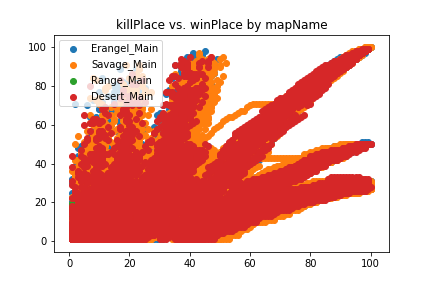 killPlace vs. winPlace by mapName
100
80
60
40
20
0
Erangel_Main
Savage_Main
Range_Main
Desert_Main
0 20 40 60 80 100